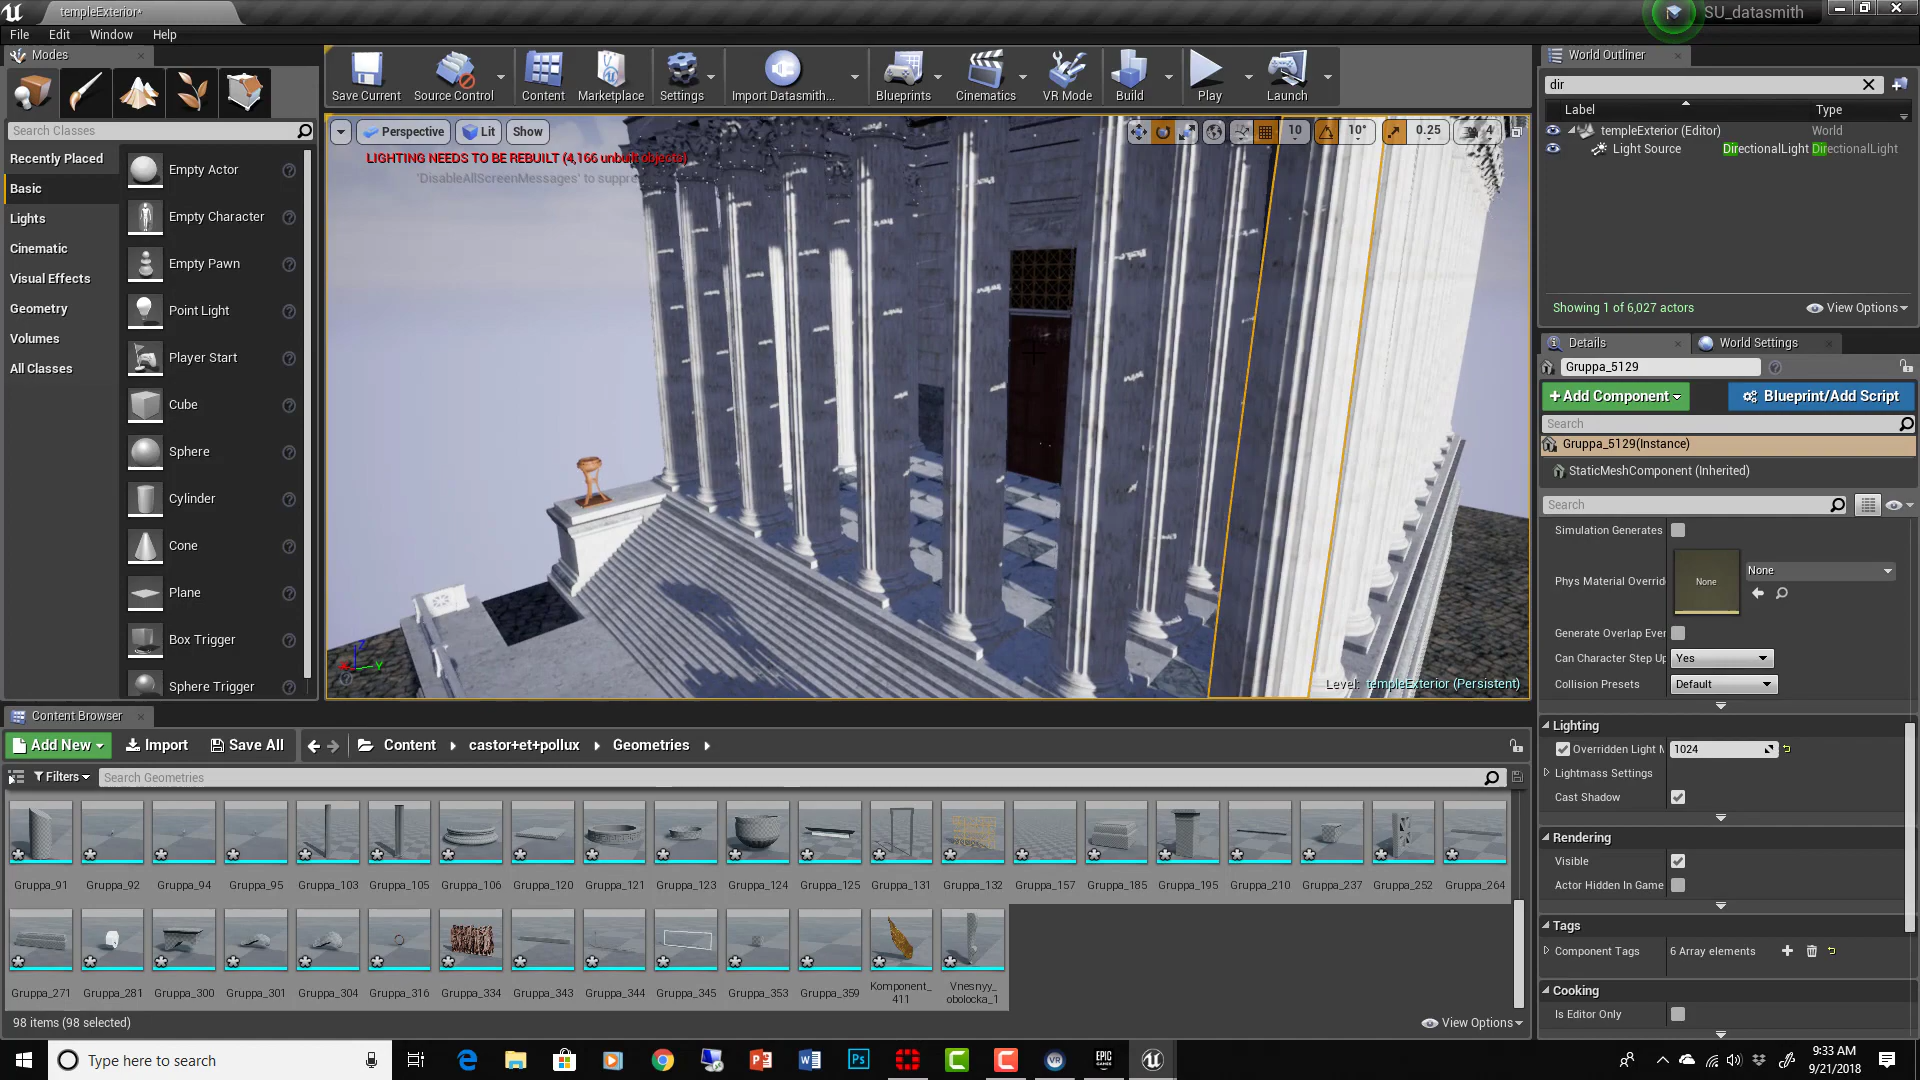 templeExterior*
SU_datasmith
File Edit Window Help
Modes
Save Current
Source Control
Content
Marketplace
Settings
Import Datasmith...
Blueprints
Cinematics
VR Mode
Build
Play
Launch
Search Classes
Recently Placed
Basic
Lights
Cinematic
Visual Effects
Geometry
Volumes
All Classes
Empty Actor
Empty Character
Empty Pawn
Point Light
Player Start
Cube
Sphere
Cylinder
Cone
Plane
Box Trigger
Sphere Trigger
Perspective
Lit
Show
10
10°
0.25
4
LIGHTING NEEDS TO BE REBUILT (4,166 unbuilt objects)
'DisableAllScreenMessages' to suppre
Level: templeExterior (Persistent)
World Outliner
dir
Label Type
templeExterior (Editor) World
Light Source DirectionalLight DirectionalLight
Showing 1 of 6,027 actors
View Options
Details
World Settings
Gruppa_5129
+Add Component
Blueprint/Add Script
Search
Gruppa_5129(Instance)
StaticMeshComponent (Inherited)
Search
Simulation Generates
Phys Material Overrid
None
None
Generate Overlap Ever
Can Character Step Up Yes
Collision Presets Default
Lighting
Overridden Light M 1024
Lightmass Settings
Cast Shadow
Rendering
Visible
Actor Hidden In Game
Tags
Component Tags 6 Array elements
Cooking
Is Editor Only
Content Browser
Add New
Import
Save All
Content
castor+et+pollux
Geometries
Filters
Search Geometries
Gruppa_91 Gruppa_92 Gruppa_94 Gruppa_95 Gruppa_103 Gruppa_105 Gruppa_106 Gruppa_120 Gruppa_121 Gruppa_123 Gruppa_124 Gruppa_125 Gruppa_131 Gruppa_132 Gruppa_157 Gruppa_185 Gruppa_195 Gruppa_210 Gruppa_237 Gruppa_252 Gruppa_264
Gruppa_271 Gruppa_281 Gruppa_300 Gruppa_301 Gruppa_304 Gruppa_316 Gruppa_334 Gruppa_343 Gruppa_344 Gruppa_345 Gruppa_353 Gruppa_359
Komponent_
411
Vnesnyy_
obolocka_1
98 items (98 selected)
View Options
Type here to search
9:33 AM
9/21/2018